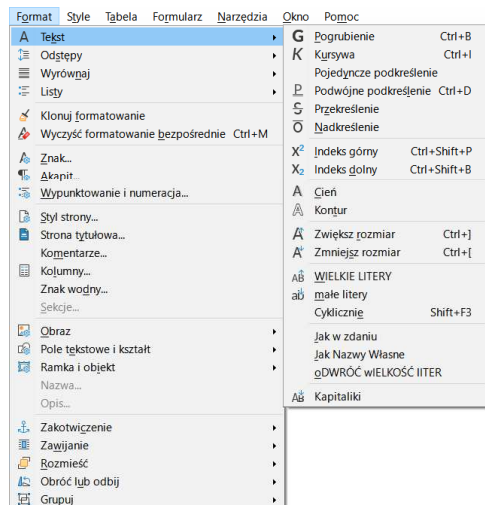 Format Style Tabela Formularz Narzędzia Okno Pomoc
Tekst
Odstępy
Wyrównaj
Listy
Klonuj formatowanie
Wyczyść formatowanie bezpośrednie Ctrl+M
Znak...
Akapit...
Wypunktowanie i numeracja...
Styl strony...
Strona tytułowa...
Komentarze...
Kolumny...
Znak wodny...
Sekcje...
Obraz
Pole tekstowe i kształt
Ramka i obiekt
Nazwa...
Opis...
Zakotwiczenie
Zawijanie
Rozmieść
Obróć lub odbij
Grupuj
Pogrubienie Ctrl+B
Kursywa Ctrl+I
Pojedyncze podkreślenie
Podwójne podkreślenie Ctrl+D
Przekreślenie
Nadkreślenie
Indeks górny Ctrl+Shift+P
Indeks dolny Ctrl+Shift+B
Cień
Kontur
Zwiększ rozmiar Ctrl+]
Zmniejsz rozmiar Ctrl+[
WIELKIE LITERY
małe litery
Cyklicznie Shift+F3
Jak w zdaniu
Jak Nazwy Własne
oDWRÓĆ wIELKOŚĆ lITER
Kapitaliki